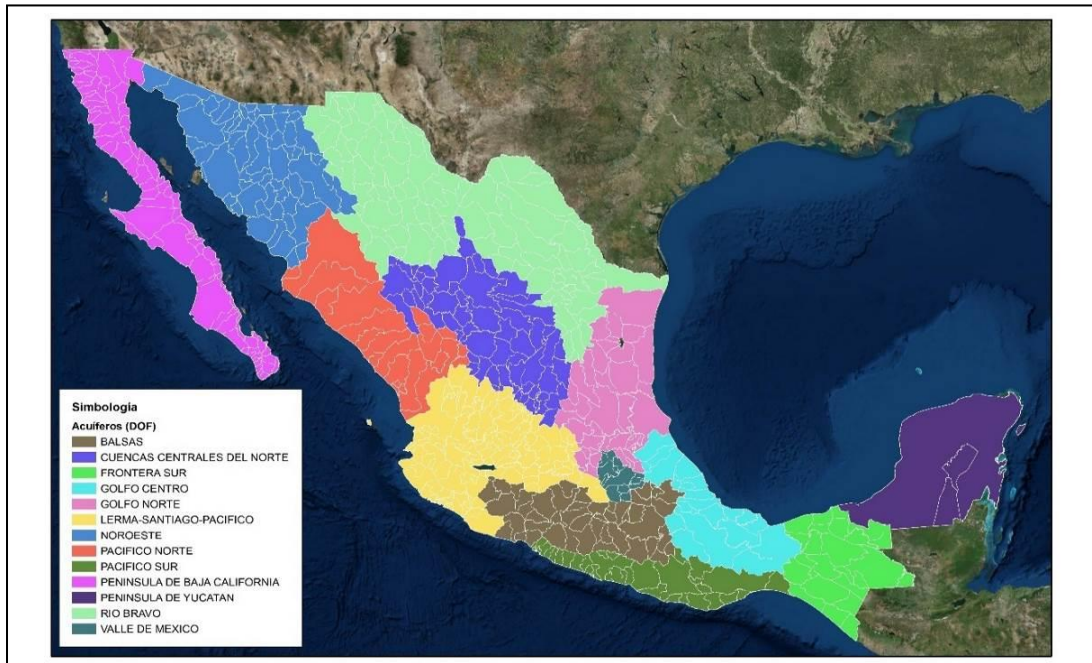 Simbologia
Acuíferos (DOF)
BALSAS
CUENCAS CENTRALES DEL NORTE
FRONTERA SUR
GOLFO CENTRO
GOLFO NORTE
LERMA-SANTIAGO-PACIFICO
NOROESTE
PACIFICO NORTE
PACIFICO SUR
PENINSULA DE BAJA CALIFORNIA
PENINSULA DE YUCATAN
RIO BRAVO
VALLE DE MEXICO